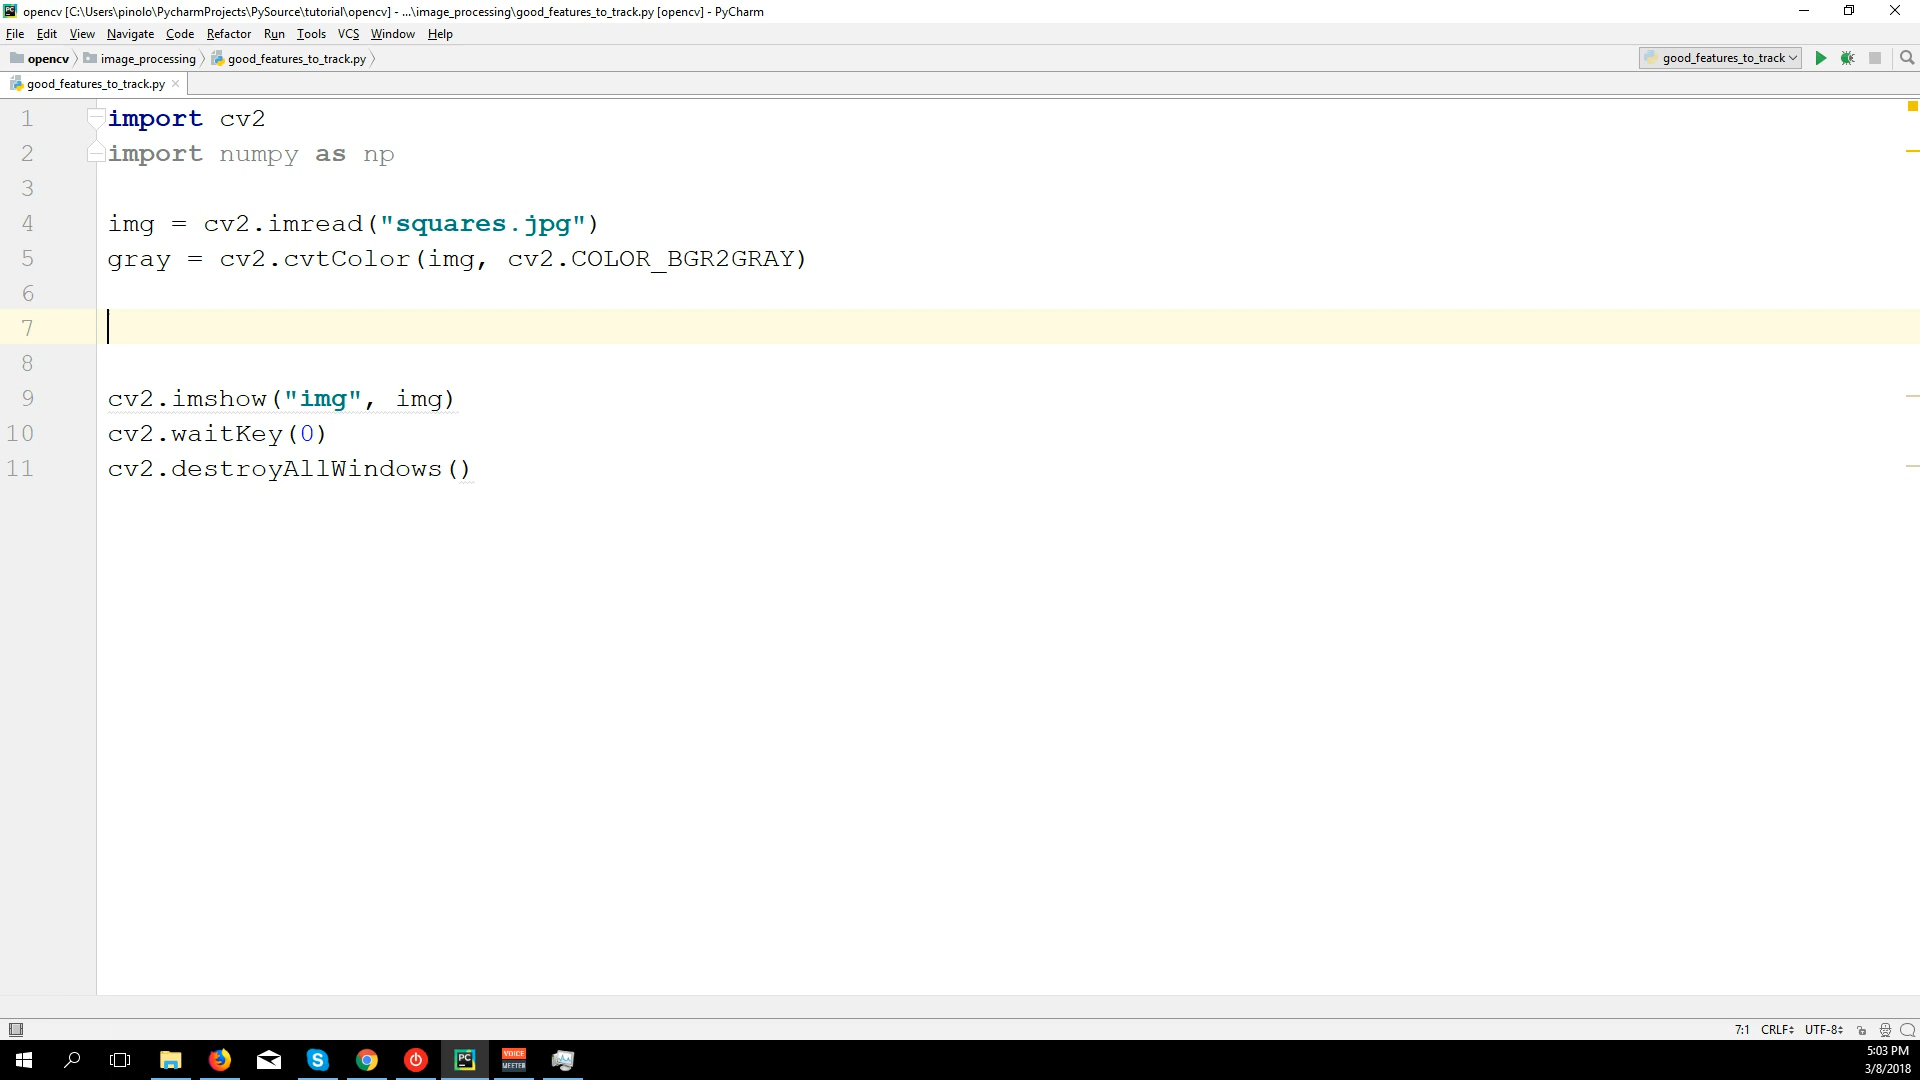 opencv [C:\Users\pinolo\PycharmProjects\PySource\tutorial\opencv] - ...\image_processing\good_features_to_track.py [opencv] - PyCharm
File Edit View Navigate Code Refactor Run Tools VCS Window Help
opencv image_processing good_features_to_track.py good_features_to_track
good_features_to_track.py
1 import cv2
2 import numpy as np
3
4 img = cv2.imread("squares.jpg")
5 gray = cv2.cvtColor(img, cv2.COLOR_BGR2GRAY)
6
7
8
9 cv2.imshow("img", img)
10 cv2.waitKey(0)
11 cv2.destroyAllWindows()
7:1 CRLF UTF-8
VOICE
MEETER
5:03 PM
3/8/2018